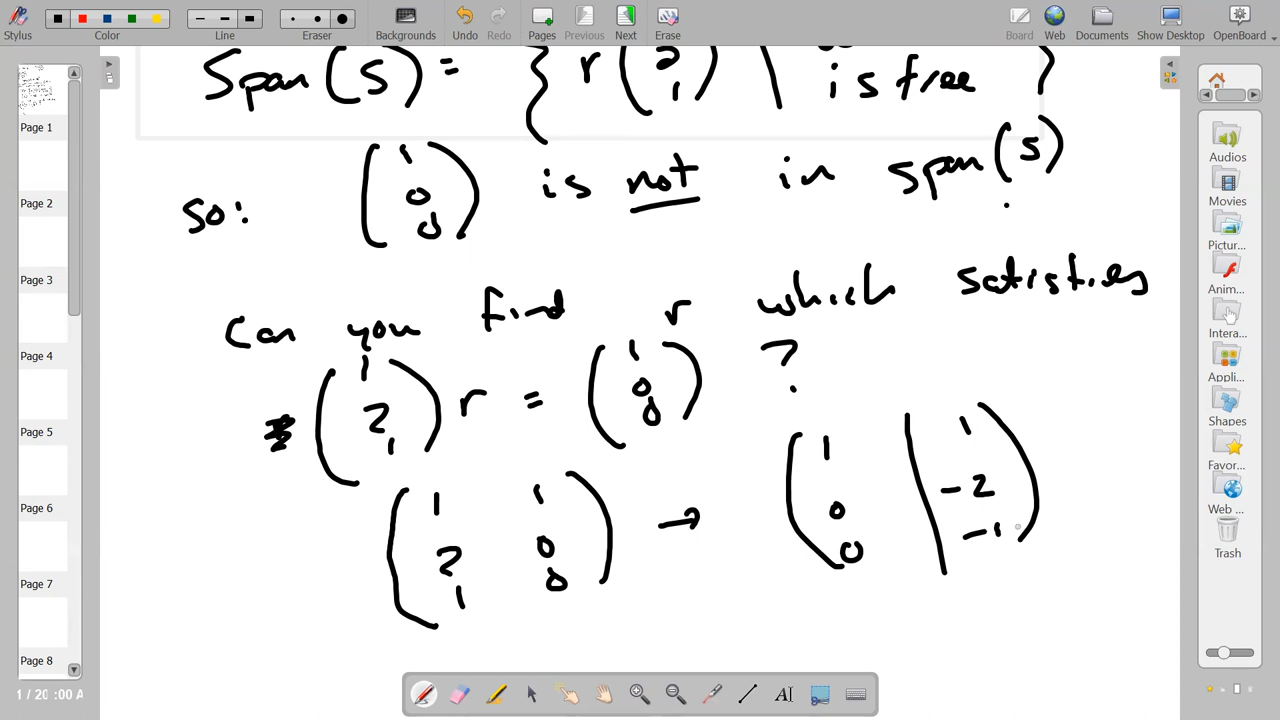 Stylus
Color
Line
Eraser
Backgrounds
Undo
Redo
Pages
Previous
Next
Erase
Board
Web
Documents
Show Desktop
OpenBoard
Page 1
Page 2
Page 3
Page 4
Page 5
Page 6
Page 7
Page 8
1 / 20 :00 A
Span(S) = { r ( 2 1 ) | is free }
so: ( 1 0 0 ) is not in span(S).
Can you find r which satisfies
( 1 2 1 ) r = ( 1 0 0 ) ?
( 1 1
2 0
1 0 ) → ( 1 | 1
0 | -2
0 | -1 )
Audios
Movies
Pictur...
Anim...
Intera...
Appli...
Shapes
Favor...
Web ...
Trash